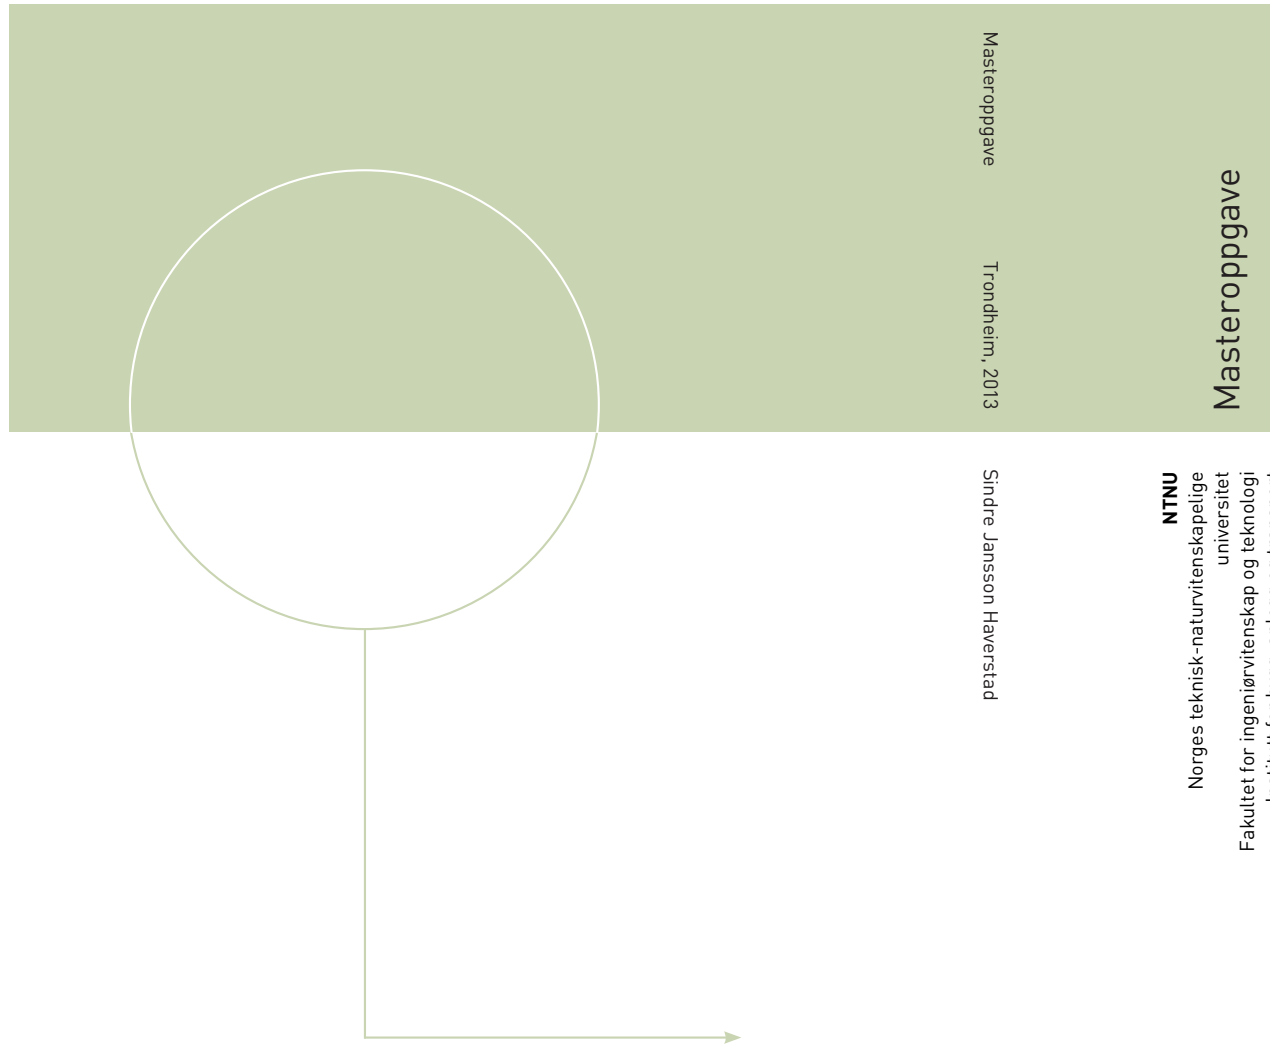 Masteroppgave
Trondheim, 2013
Sindre Jansson Haverstad
Masteroppgave
NTNU
Norges teknisk-naturvitenskapelige
universitet
Fakultet for ingeniørvitenskap og teknologi